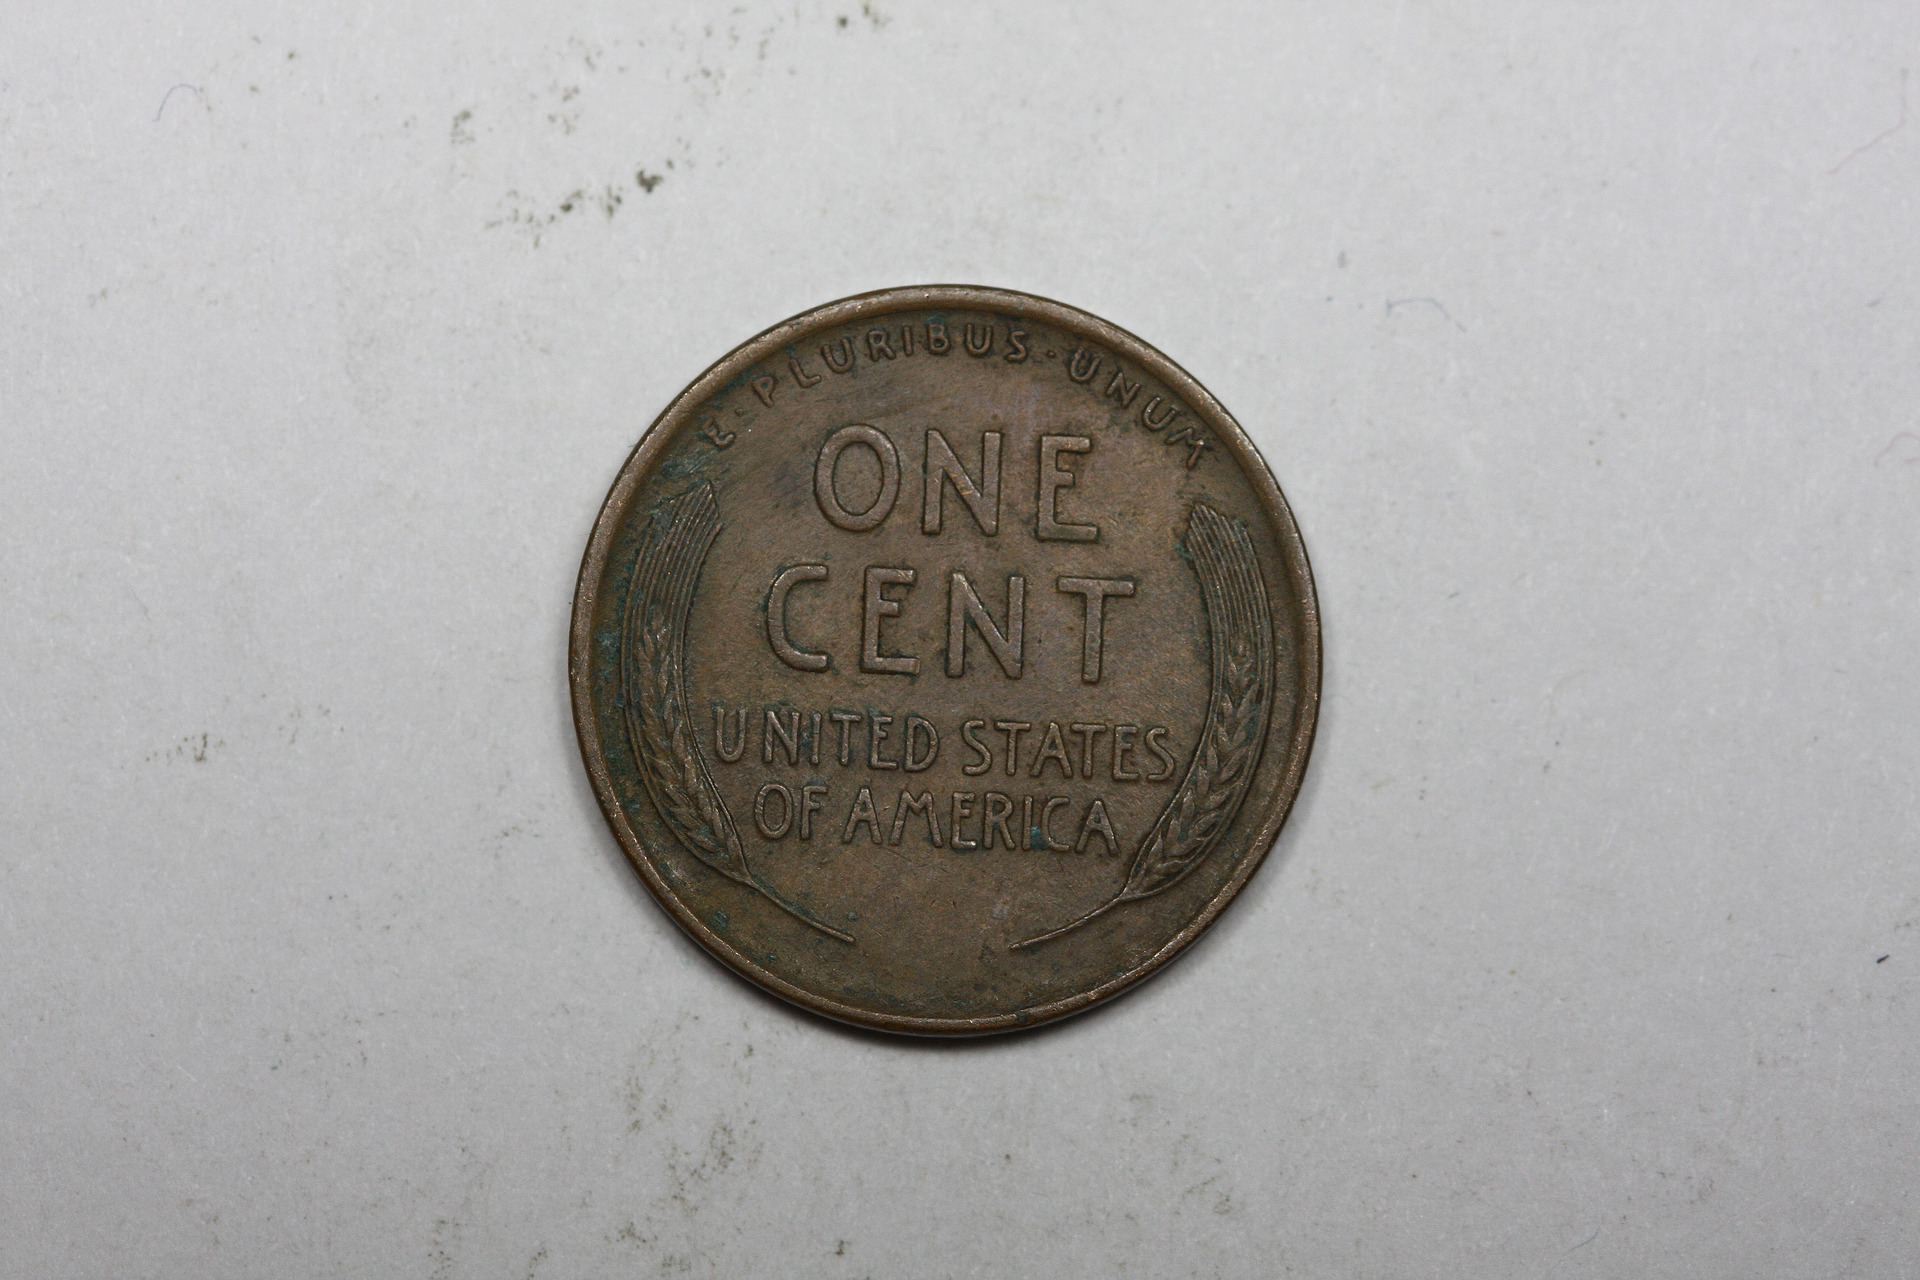 E·PLURIBUS·UNUM
ONE
CENT
UNITED STATES
OF AMERICA